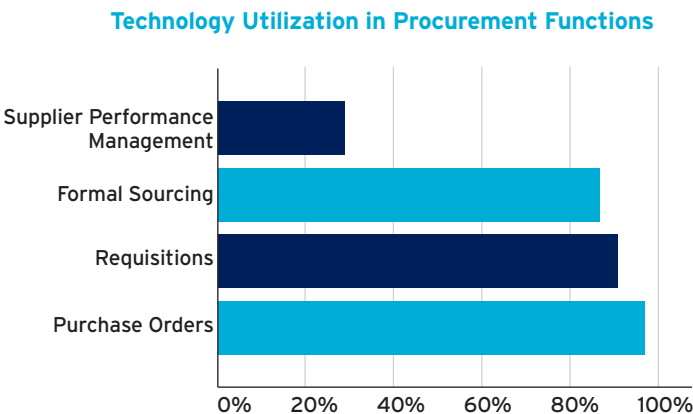 Technology Utilization in Procurement Functions
Supplier Performance
Management
Formal Sourcing
Requisitions
Purchase Orders
0% 20% 40% 60% 80% 100%